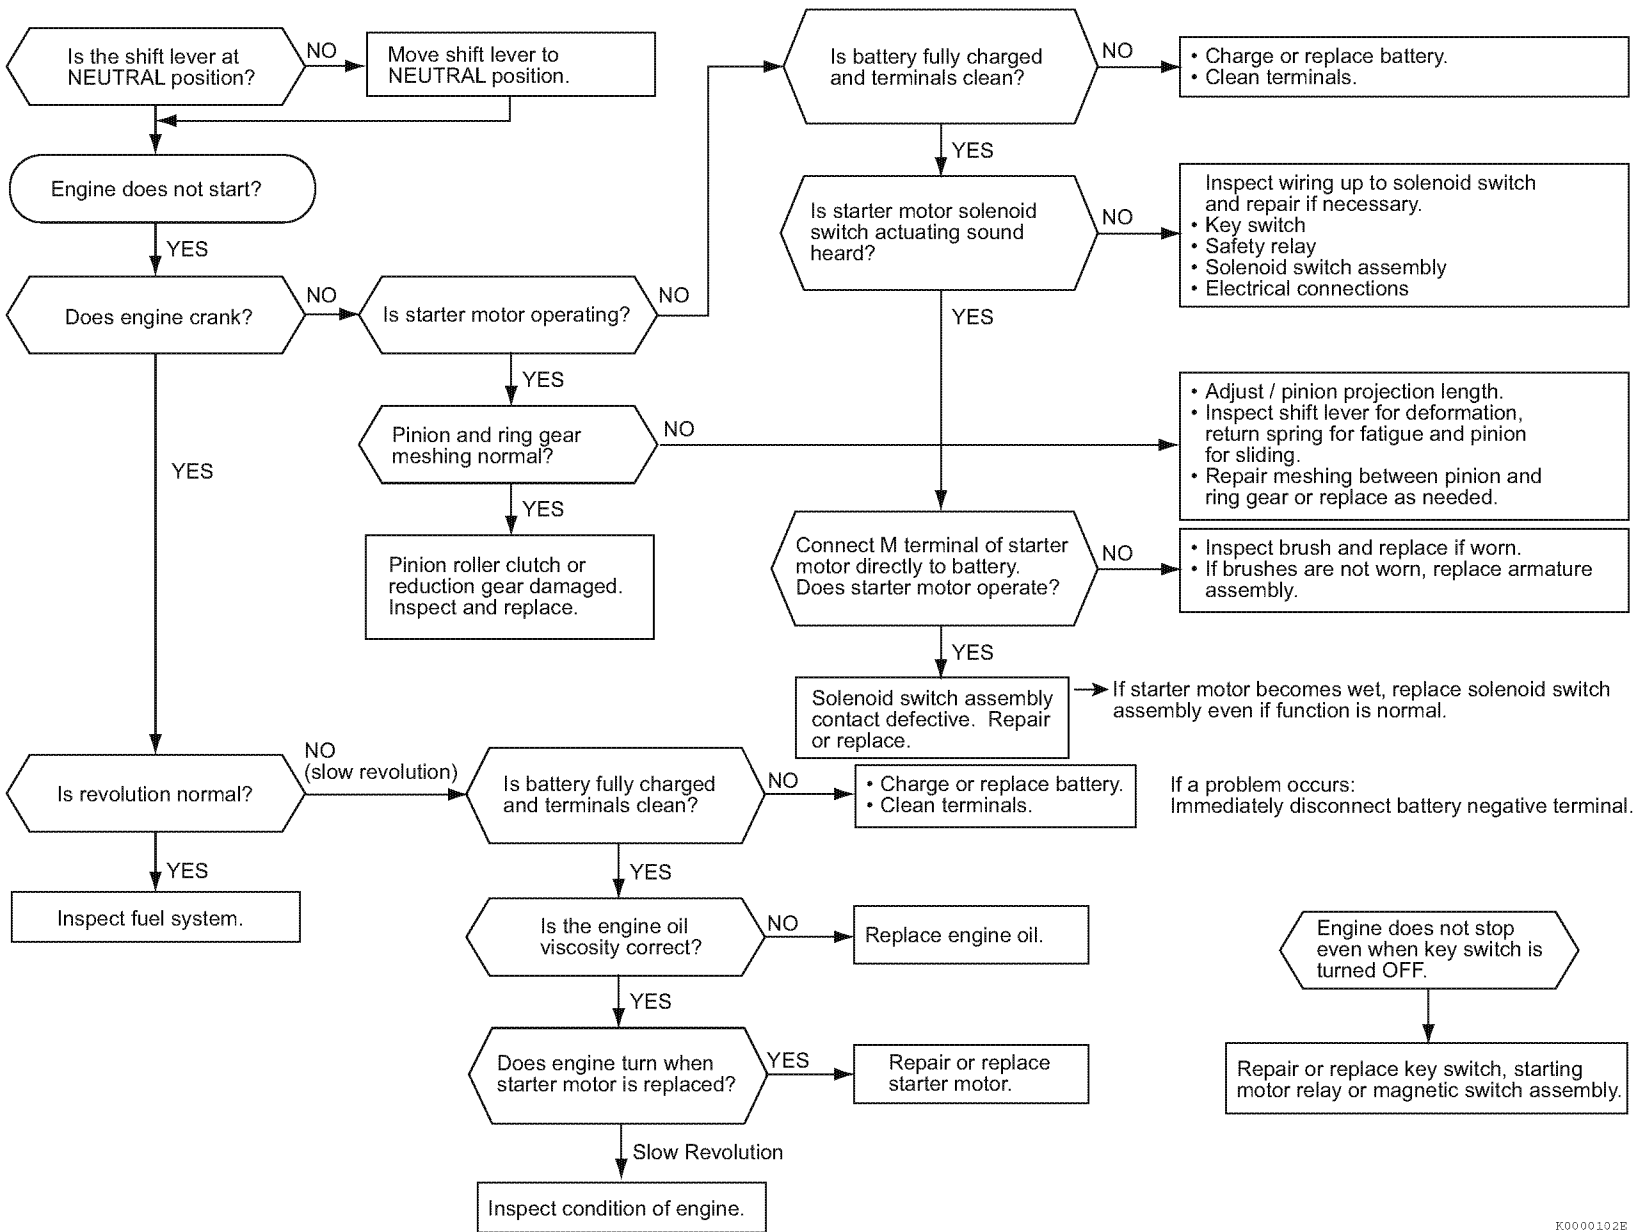 Is the shift lever at
NEUTRAL position?
NO
Move shift lever to
NEUTRAL position.
Engine does not start?
YES
Does engine crank?
NO
Is starter motor operating?
NO
YES
Pinion and ring gear
meshing normal?
NO
YES
Pinion roller clutch or
reduction gear damaged.
Inspect and replace.
YES
Is battery fully charged
and terminals clean?
NO
• Charge or replace battery.
• Clean terminals.
YES
Is starter motor solenoid
switch actuating sound
heard?
NO
Inspect wiring up to solenoid switch
and repair if necessary.
• Key switch
• Safety relay
• Solenoid switch assembly
• Electrical connections
YES
• Adjust / pinion projection length.
• Inspect shift lever for deformation,
return spring for fatigue and pinion
for sliding.
• Repair meshing between pinion and
ring gear or replace as needed.
Connect M terminal of starter
motor directly to battery.
Does starter motor operate?
NO
• Inspect brush and replace if worn.
• If brushes are not worn, replace armature
assembly.
YES
Solenoid switch assembly
contact defective. Repair
or replace.
If starter motor becomes wet, replace solenoid switch
assembly even if function is normal.
Is revolution normal?
NO
(slow revolution)
Is battery fully charged
and terminals clean?
NO
• Charge or replace battery.
• Clean terminals.
If a problem occurs:
Immediately disconnect battery negative terminal.
YES
Inspect fuel system.
YES
Is the engine oil
viscosity correct?
NO
Replace engine oil.
YES
Does engine turn when
starter motor is replaced?
YES
Repair or replace
starter motor.
Slow Revolution
Inspect condition of engine.
Engine does not stop
even when key switch is
turned OFF.
Repair or replace key switch, starting
motor relay or magnetic switch assembly.
K0000102E